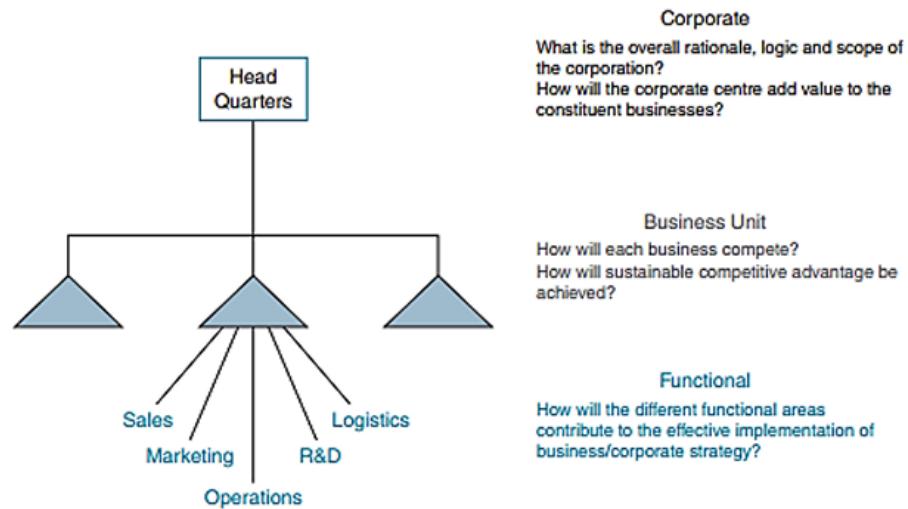 Corporate
What is the overall rationale, logic and scope of
the corporation?
How will the corporate centre add value to the
constituent businesses?
Head
Quarters
Business Unit
How will each business compete?
How will sustainable competitive advantage be
achieved?
Functional
How will the different functional areas
contribute to the effective implementation of
business/corporate strategy?
Sales
Logistics
Marketing
R&D
Operations